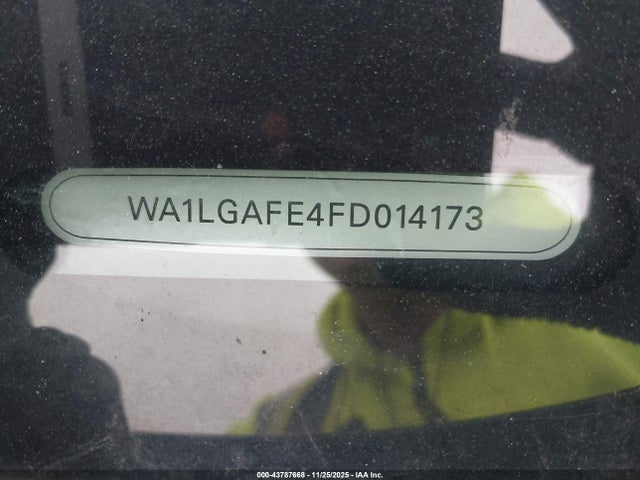 WA1LGAFE4FD014173
000-43787668 - 11/25/2025 - IAA Inc.